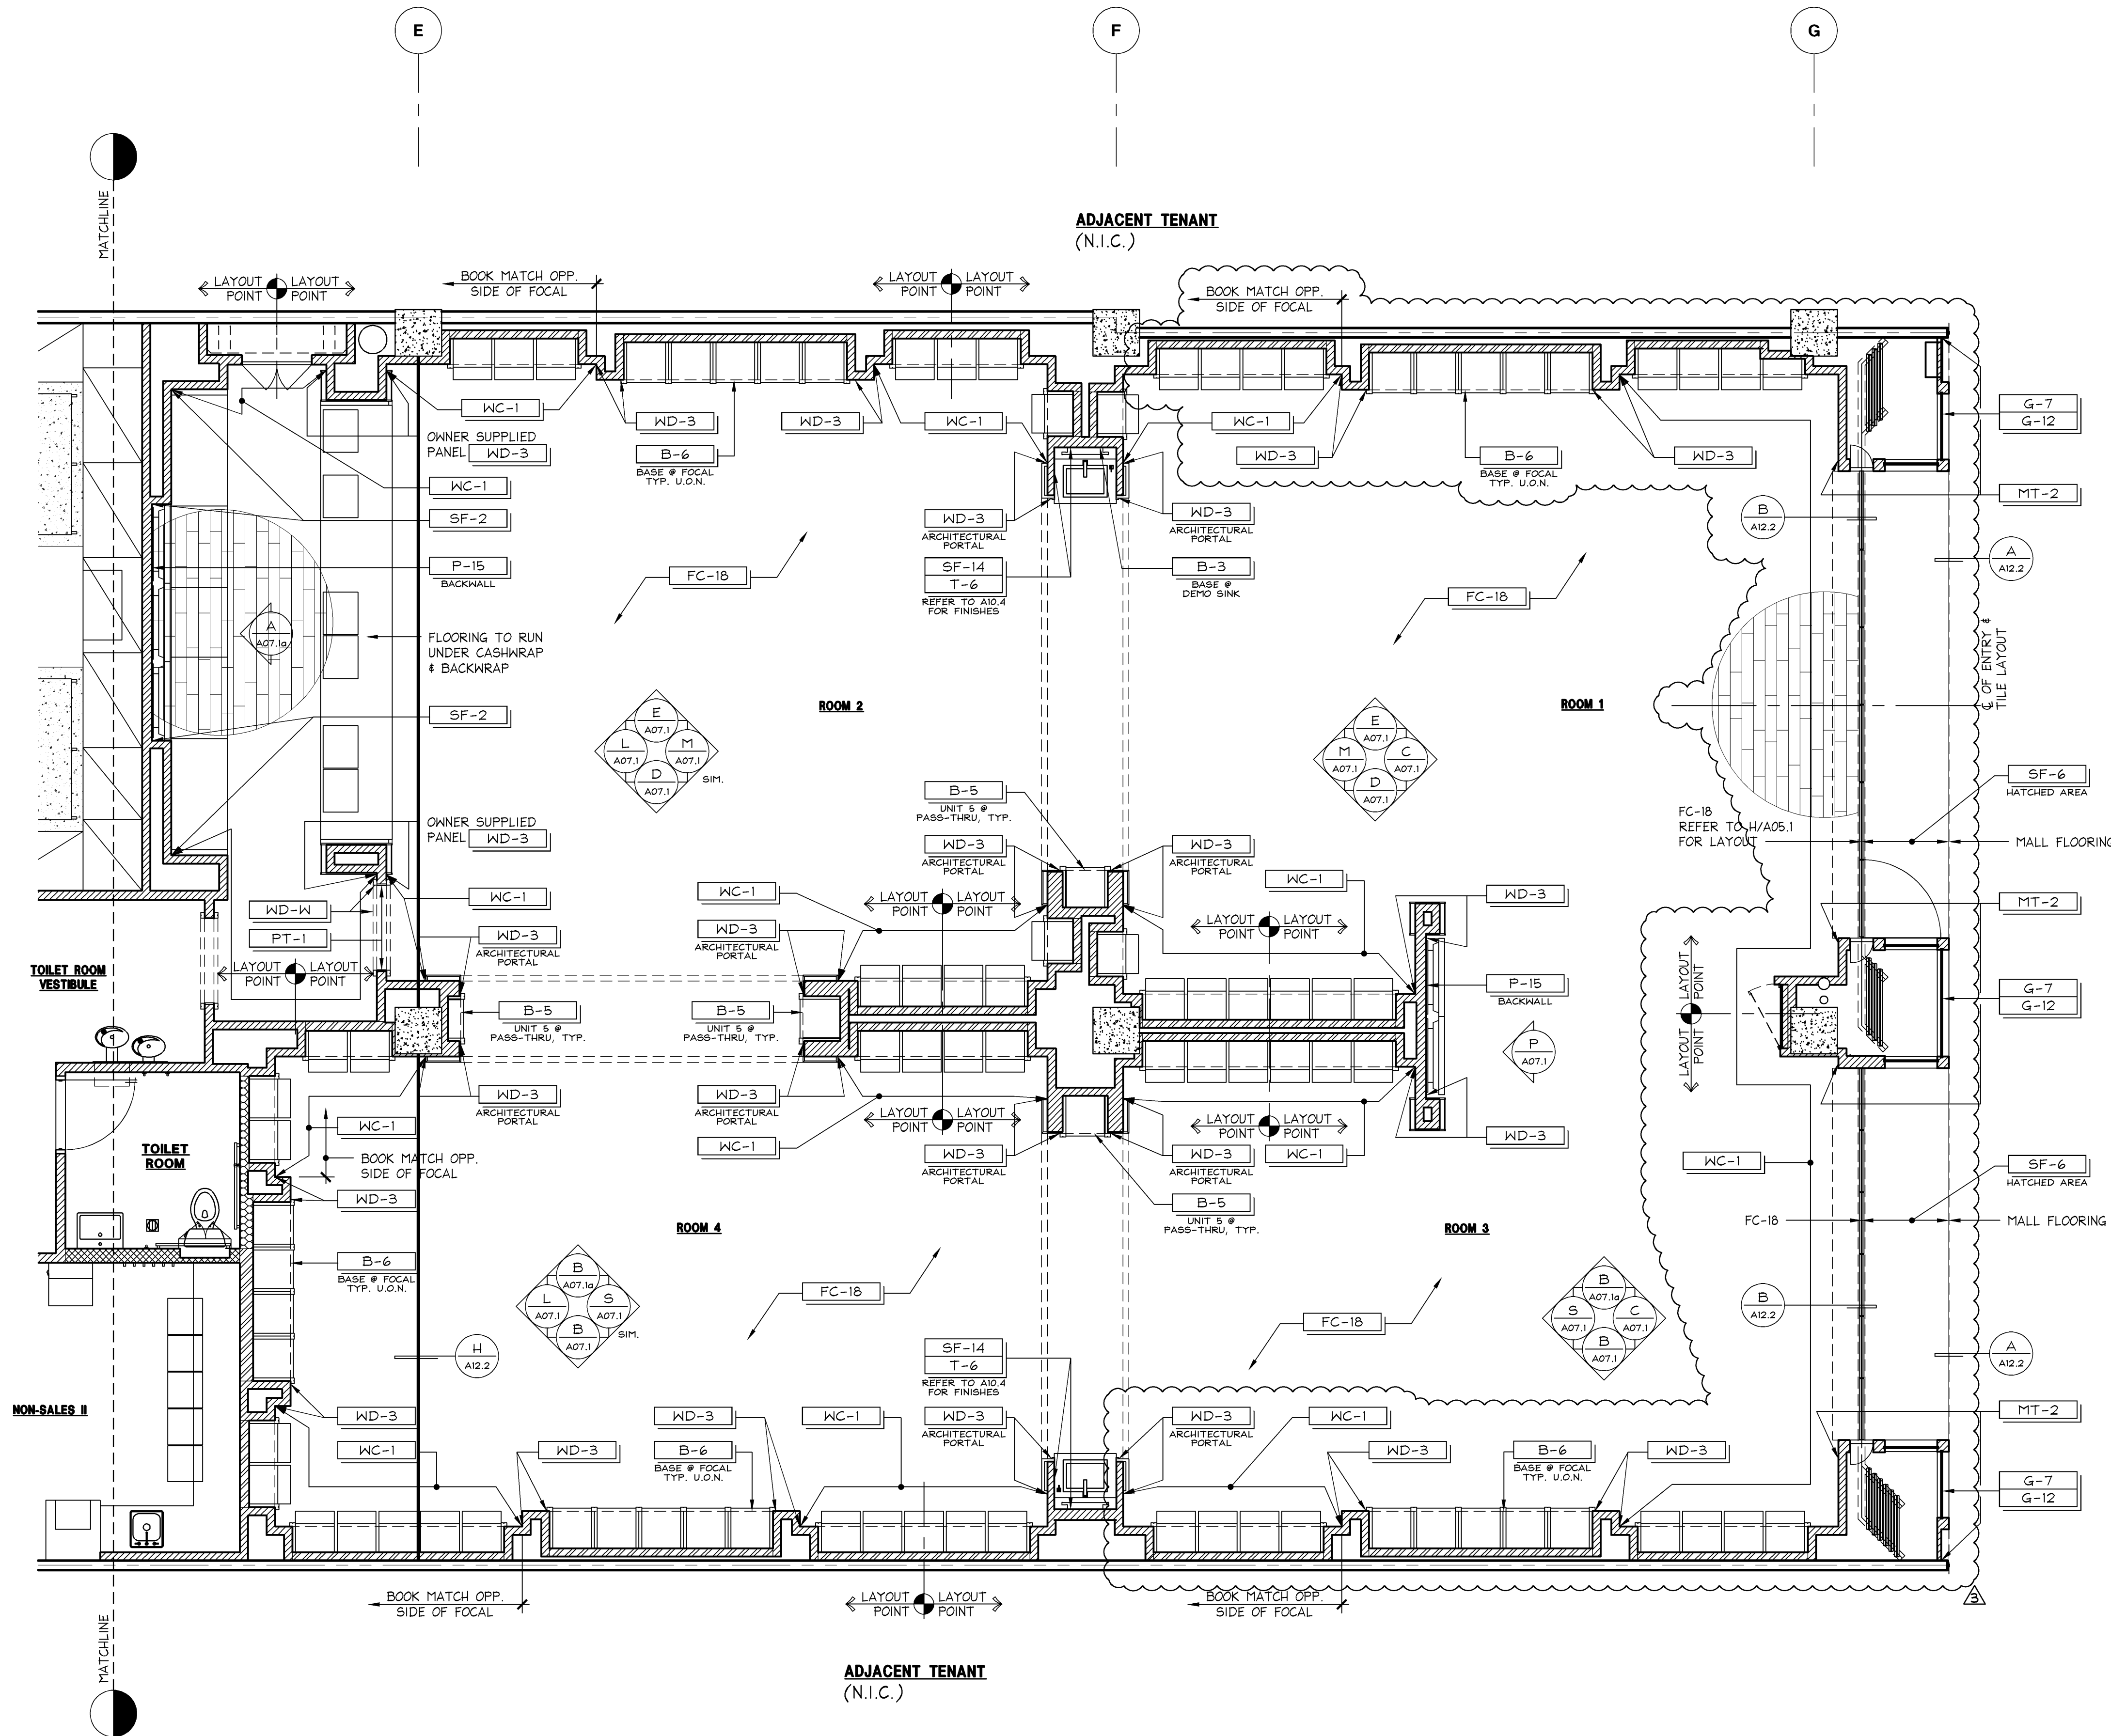 E
F
G
MATCHLINE
ADJACENT TENANT
(N.I.C.)
LAYOUT LAYOUT
POINT POINT
BOOK MATCH OPP.
SIDE OF FOCAL
LAYOUT LAYOUT
POINT POINT
BOOK MATCH OPP.
SIDE OF FOCAL
WC-1
WD-3
WD-3
WC-1
WC-1
G-7
G-12
OWNER SUPPLIED
PANEL WD-3
B-6
BASE @ FOCAL
TYP. U.O.N.
WD-3
B-6
BASE @ FOCAL
TYP. U.O.N.
WD-3
WC-1
MT-2
SF-2
WD-3
ARCHITECTURAL
PORTAL
WD-3
ARCHITECTURAL
PORTAL
B
A12.2
P-15
BACKWALL
FC-18
SF-14
T-6
REFER TO A10.4
FOR FINISHES
B-3
BASE @
DEMO SINK
A
A12.2
FC-18
A
A07.1a
FLOORING TO RUN
UNDER CASHWRAP
& BACKWRAP
℄ OF ENTRY &
TILE LAYOUT
SF-2
ROOM 2
ROOM 1
E
A07.1
L
A07.1
M
A07.1
D
A07.1
SIM.
E
A07.1
M
A07.1
C
A07.1
D
A07.1
SF-6
HATCHED AREA
B-5
UNIT 5 @
PASS-THRU, TYP.
FC-18
REFER TO H/A05.1
FOR LAYOUT
MALL FLOORING
OWNER SUPPLIED
PANEL WD-3
WD-3
ARCHITECTURAL
PORTAL
WD-3
ARCHITECTURAL
PORTAL
WC-1
WC-1
WC-1
WD-3
WD-W
LAYOUT LAYOUT
POINT POINT
MT-2
PT-1
WD-3
ARCHITECTURAL
PORTAL
WD-3
ARCHITECTURAL
PORTAL
LAYOUT LAYOUT
POINT POINT
TOILET ROOM
VESTIBULE
LAYOUT LAYOUT
POINT POINT
P-15
BACKWALL
G-7
G-12
B-5
UNIT 5 @
PASS-THRU, TYP.
B-5
UNIT 5 @
PASS-THRU, TYP.
LAYOUT LAYOUT
POINT POINT
P
A07.1
WD-3
ARCHITECTURAL
PORTAL
WD-3
ARCHITECTURAL
PORTAL
WC-1
LAYOUT LAYOUT
POINT POINT
LAYOUT LAYOUT
POINT POINT
WD-3
TOILET
ROOM
BOOK MATCH OPP.
SIDE OF FOCAL
WC-1
WD-3
ARCHITECTURAL
PORTAL
WD-3
ARCHITECTURAL
PORTAL
WC-1
WC-1
SF-6
HATCHED AREA
WD-3
B-5
UNIT 5 @
PASS-THRU, TYP.
ROOM 4
ROOM 3
FC-18
MALL FLOORING
B-6
BASE @ FOCAL
TYP. U.O.N.
B
A07.1a
L
A07.1
S
A07.1
B
A07.1
SIM.
FC-18
FC-18
B
A07.1a
S
A07.1
C
A07.1
B
A07.1
B
A12.2
H
A12.2
SF-14
T-6
REFER TO A10.4
FOR FINISHES
A
A12.2
NON-SALES II
WD-3
WD-3
WC-1
WD-3
ARCHITECTURAL
PORTAL
WD-3
ARCHITECTURAL
PORTAL
WC-1
MT-2
WC-1
WD-3
B-6
BASE @ FOCAL
TYP. U.O.N.
WD-3
B-6
BASE @ FOCAL
TYP. U.O.N.
WD-3
G-7
G-12
BOOK MATCH OPP.
SIDE OF FOCAL
LAYOUT LAYOUT
POINT POINT
BOOK MATCH OPP.
SIDE OF FOCAL
3
MATCHLINE
ADJACENT TENANT
(N.I.C.)